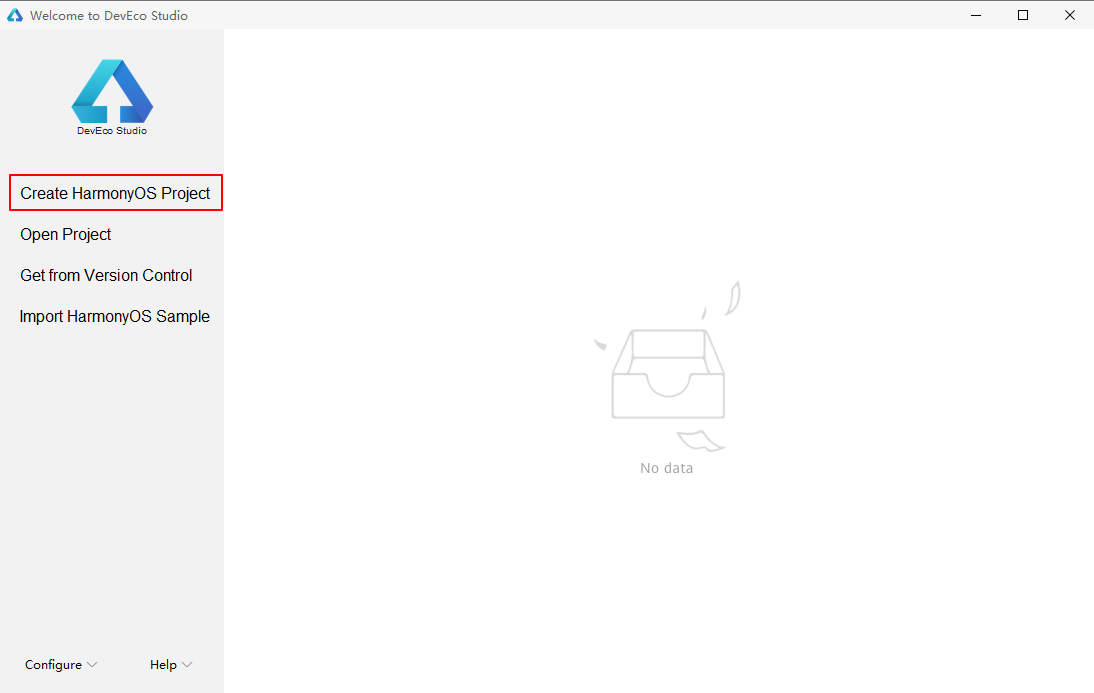 Welcome to DevEco Studio
DevEco Studio
Create HarmonyOS Project
Open Project
Get from Version Control
Import HarmonyOS Sample
No data
Configure
Help